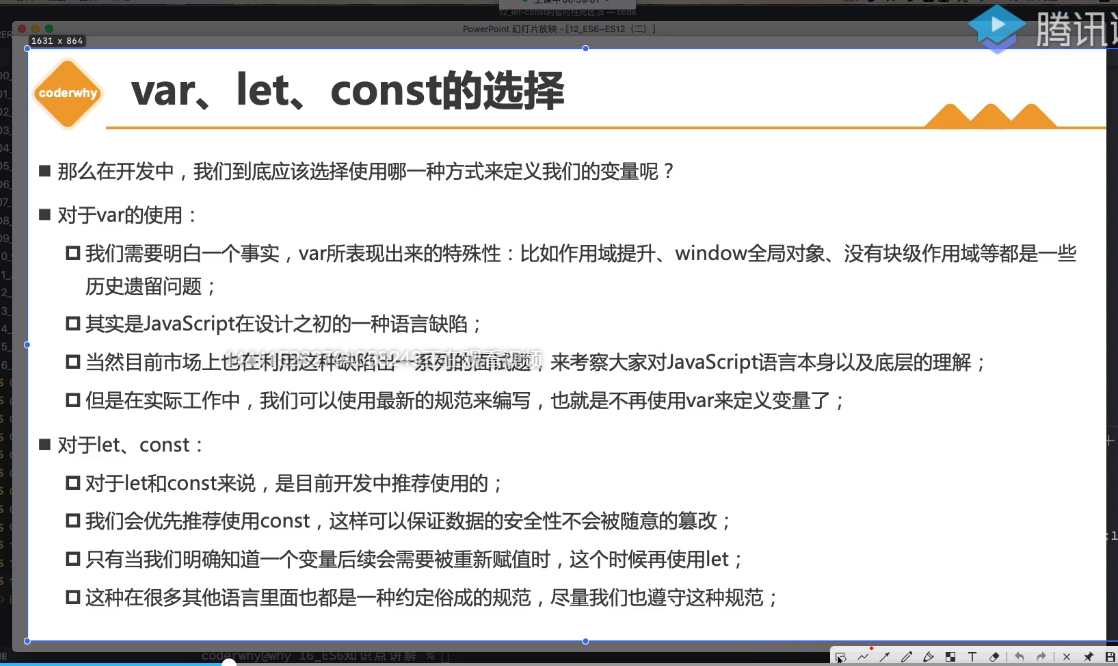 12_let-const的暂时性死区.js — code
PowerPoint 幻灯片放映 - [12_ES6~ES12（二）]
1631 x 864
腾讯
coderwhy
var、let、const的选择
■ 那么在开发中，我们到底应该选择使用哪一种方式来定义我们的变量呢？
■ 对于var的使用：
我们需要明白一个事实，var所表现出来的特殊性：比如作用域提升、window全局对象、没有块级作用域等都是一些
历史遗留问题；
其实是JavaScript在设计之初的一种语言缺陷；
当然目前市场上也在利用这种缺陷出一系列的面试题，来考察大家对JavaScript语言本身以及底层的理解；
但是在实际工作中，我们可以使用最新的规范来编写，也就是不再使用var来定义变量了；
■ 对于let、const：
对于let和const来说，是目前开发中推荐使用的；
我们会优先推荐使用const，这样可以保证数据的安全性不会被随意的篡改；
只有当我们明确知道一个变量后续会需要被重新赋值时，这个时候再使用let；
这种在很多其他语言里面也都是一种约定俗成的规范，尽量我们也遵守这种规范；
coderwhy@why 16_ES6知识点讲解 %